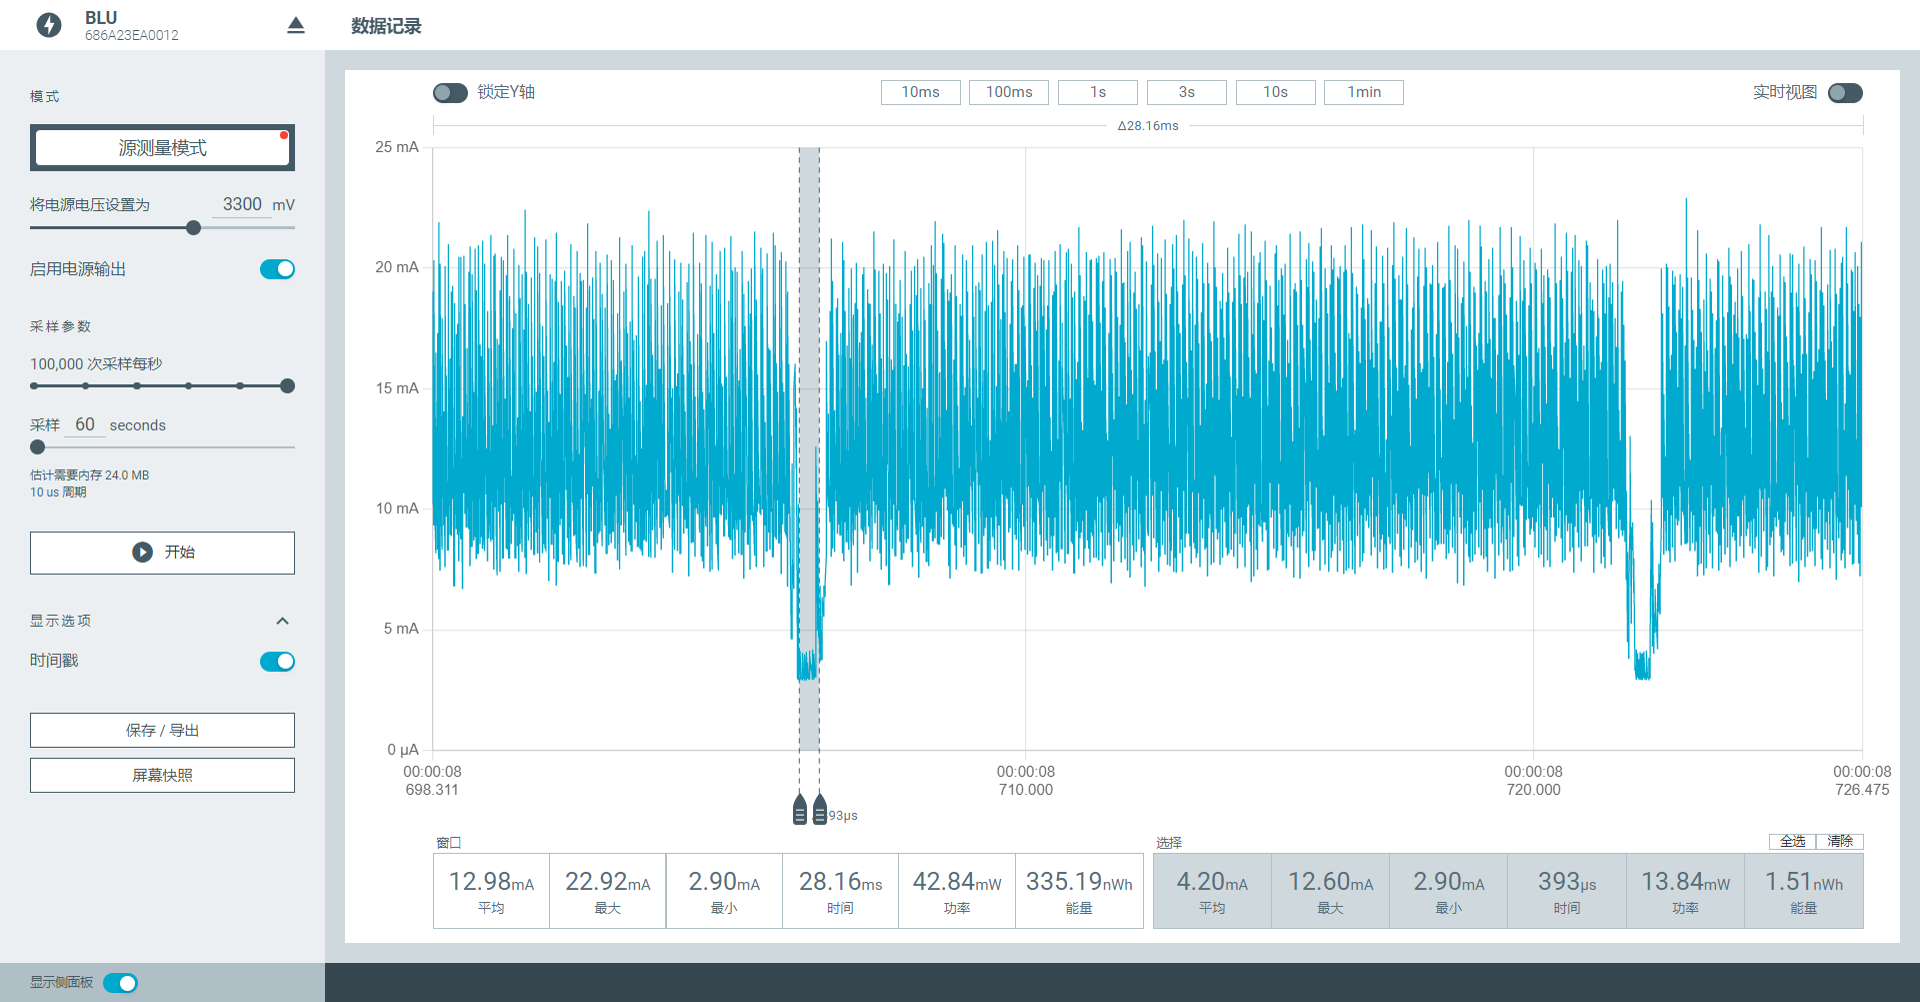 BLU
686A23EA0012
数据记录
模式
源测量模式
将电源电压设置为 3300 mV
启用电源输出
采样参数
100,000 次采样每秒
采样 60 seconds
估计需要内存 24.0 MB
10 us 周期
开始
显示选项
时间戳
保存 / 导出
屏幕快照
显示侧面板
锁定Y轴
10ms
100ms
1s
3s
10s
1min
实时视图
Δ28.16ms
25 mA
20 mA
15 mA
10 mA
5 mA
0 µA
00:00:08
698.311
00:00:08
710.000
00:00:08
720.000
00:00:08
726.475
93µs
窗口
12.98mA
平均
22.92mA
最大
2.90mA
最小
28.16ms
时间
42.84mW
功率
335.19nWh
能量
选择
全选
清除
4.20mA
平均
12.60mA
最大
2.90mA
最小
393µs
时间
13.84mW
功率
1.51nWh
能量